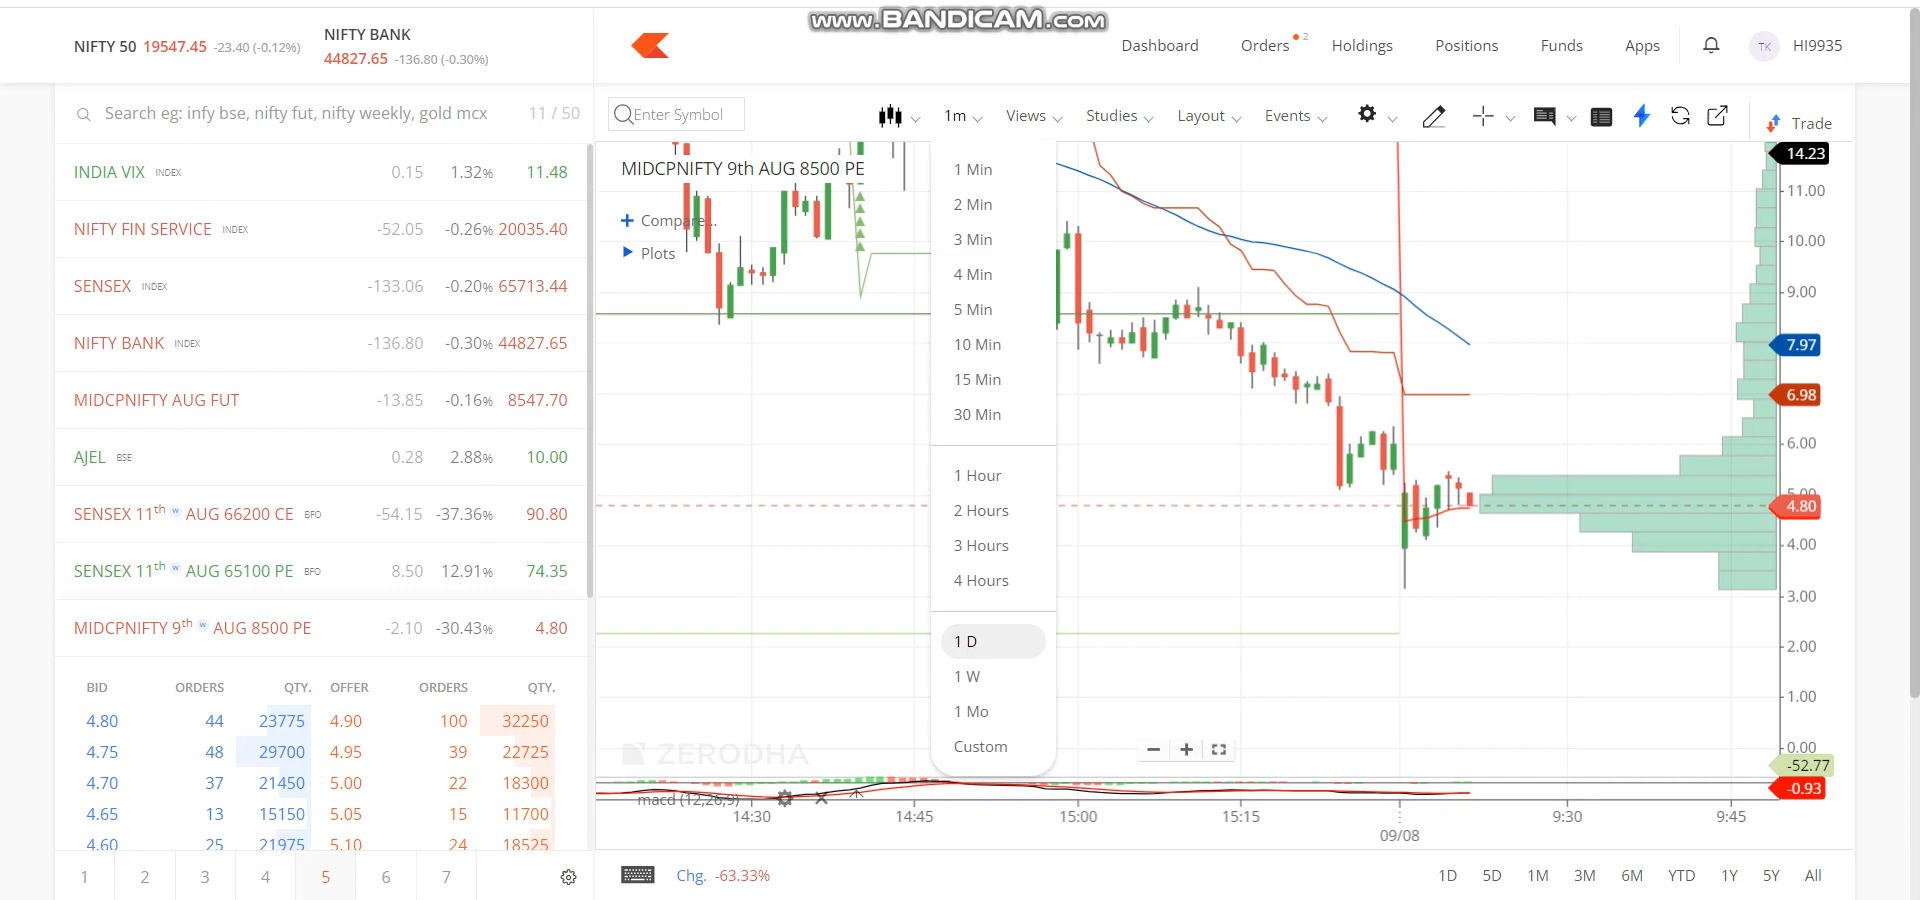 www.BANDICAM.com
NIFTY 50 19547.45 -23.40 (-0.12%)
NIFTY BANK
44827.65 -136.80 (-0.30%)
Dashboard Orders 2 Holdings Positions Funds Apps TK HI9935
Search eg: infy bse, nifty fut, nifty weekly, gold mcx 11 / 50
INDIA VIX INDEX 0.15 1.32% 11.48
NIFTY FIN SERVICE INDEX -52.05 -0.26% 20035.40
SENSEX INDEX -133.06 -0.20% 65713.44
NIFTY BANK INDEX -136.80 -0.30% 44827.65
MIDCPNIFTY AUG FUT -13.85 -0.16% 8547.70
AJEL BSE 0.28 2.88% 10.00
SENSEX 11th w AUG 66200 CE BFO -54.15 -37.36% 90.80
SENSEX 11th w AUG 65100 PE BFO 8.50 12.91% 74.35
MIDCPNIFTY 9th w AUG 8500 PE -2.10 -30.43% 4.80
BID ORDERS QTY. OFFER ORDERS QTY.
4.80 44 23775 4.90 100 32250
4.75 48 29700 4.95 39 22725
4.70 37 21450 5.00 22 18300
4.65 13 15150 5.05 15 11700
4.60 25 21975 5.10 24 18525
1 2 3 4 5 6 7
Enter Symbol 1m Views Studies Layout Events Trade
MIDCPNIFTY 9th AUG 8500 PE
Compare...
Plots
1 Min
2 Min
3 Min
4 Min
5 Min
10 Min
15 Min
30 Min
1 Hour
2 Hours
3 Hours
4 Hours
1 D
1 W
1 Mo
Custom
14.23
11.00
10.00
9.00
7.97
6.98
6.00
5.00
4.80
4.00
3.00
2.00
1.00
0.00
-52.77
-0.93
ZERODHA
macd (12,26,9)
14:30 14:45 15:00 15:15 9:30 9:45
09/08
Chg. -63.33% 1D 5D 1M 3M 6M YTD 1Y 5Y All